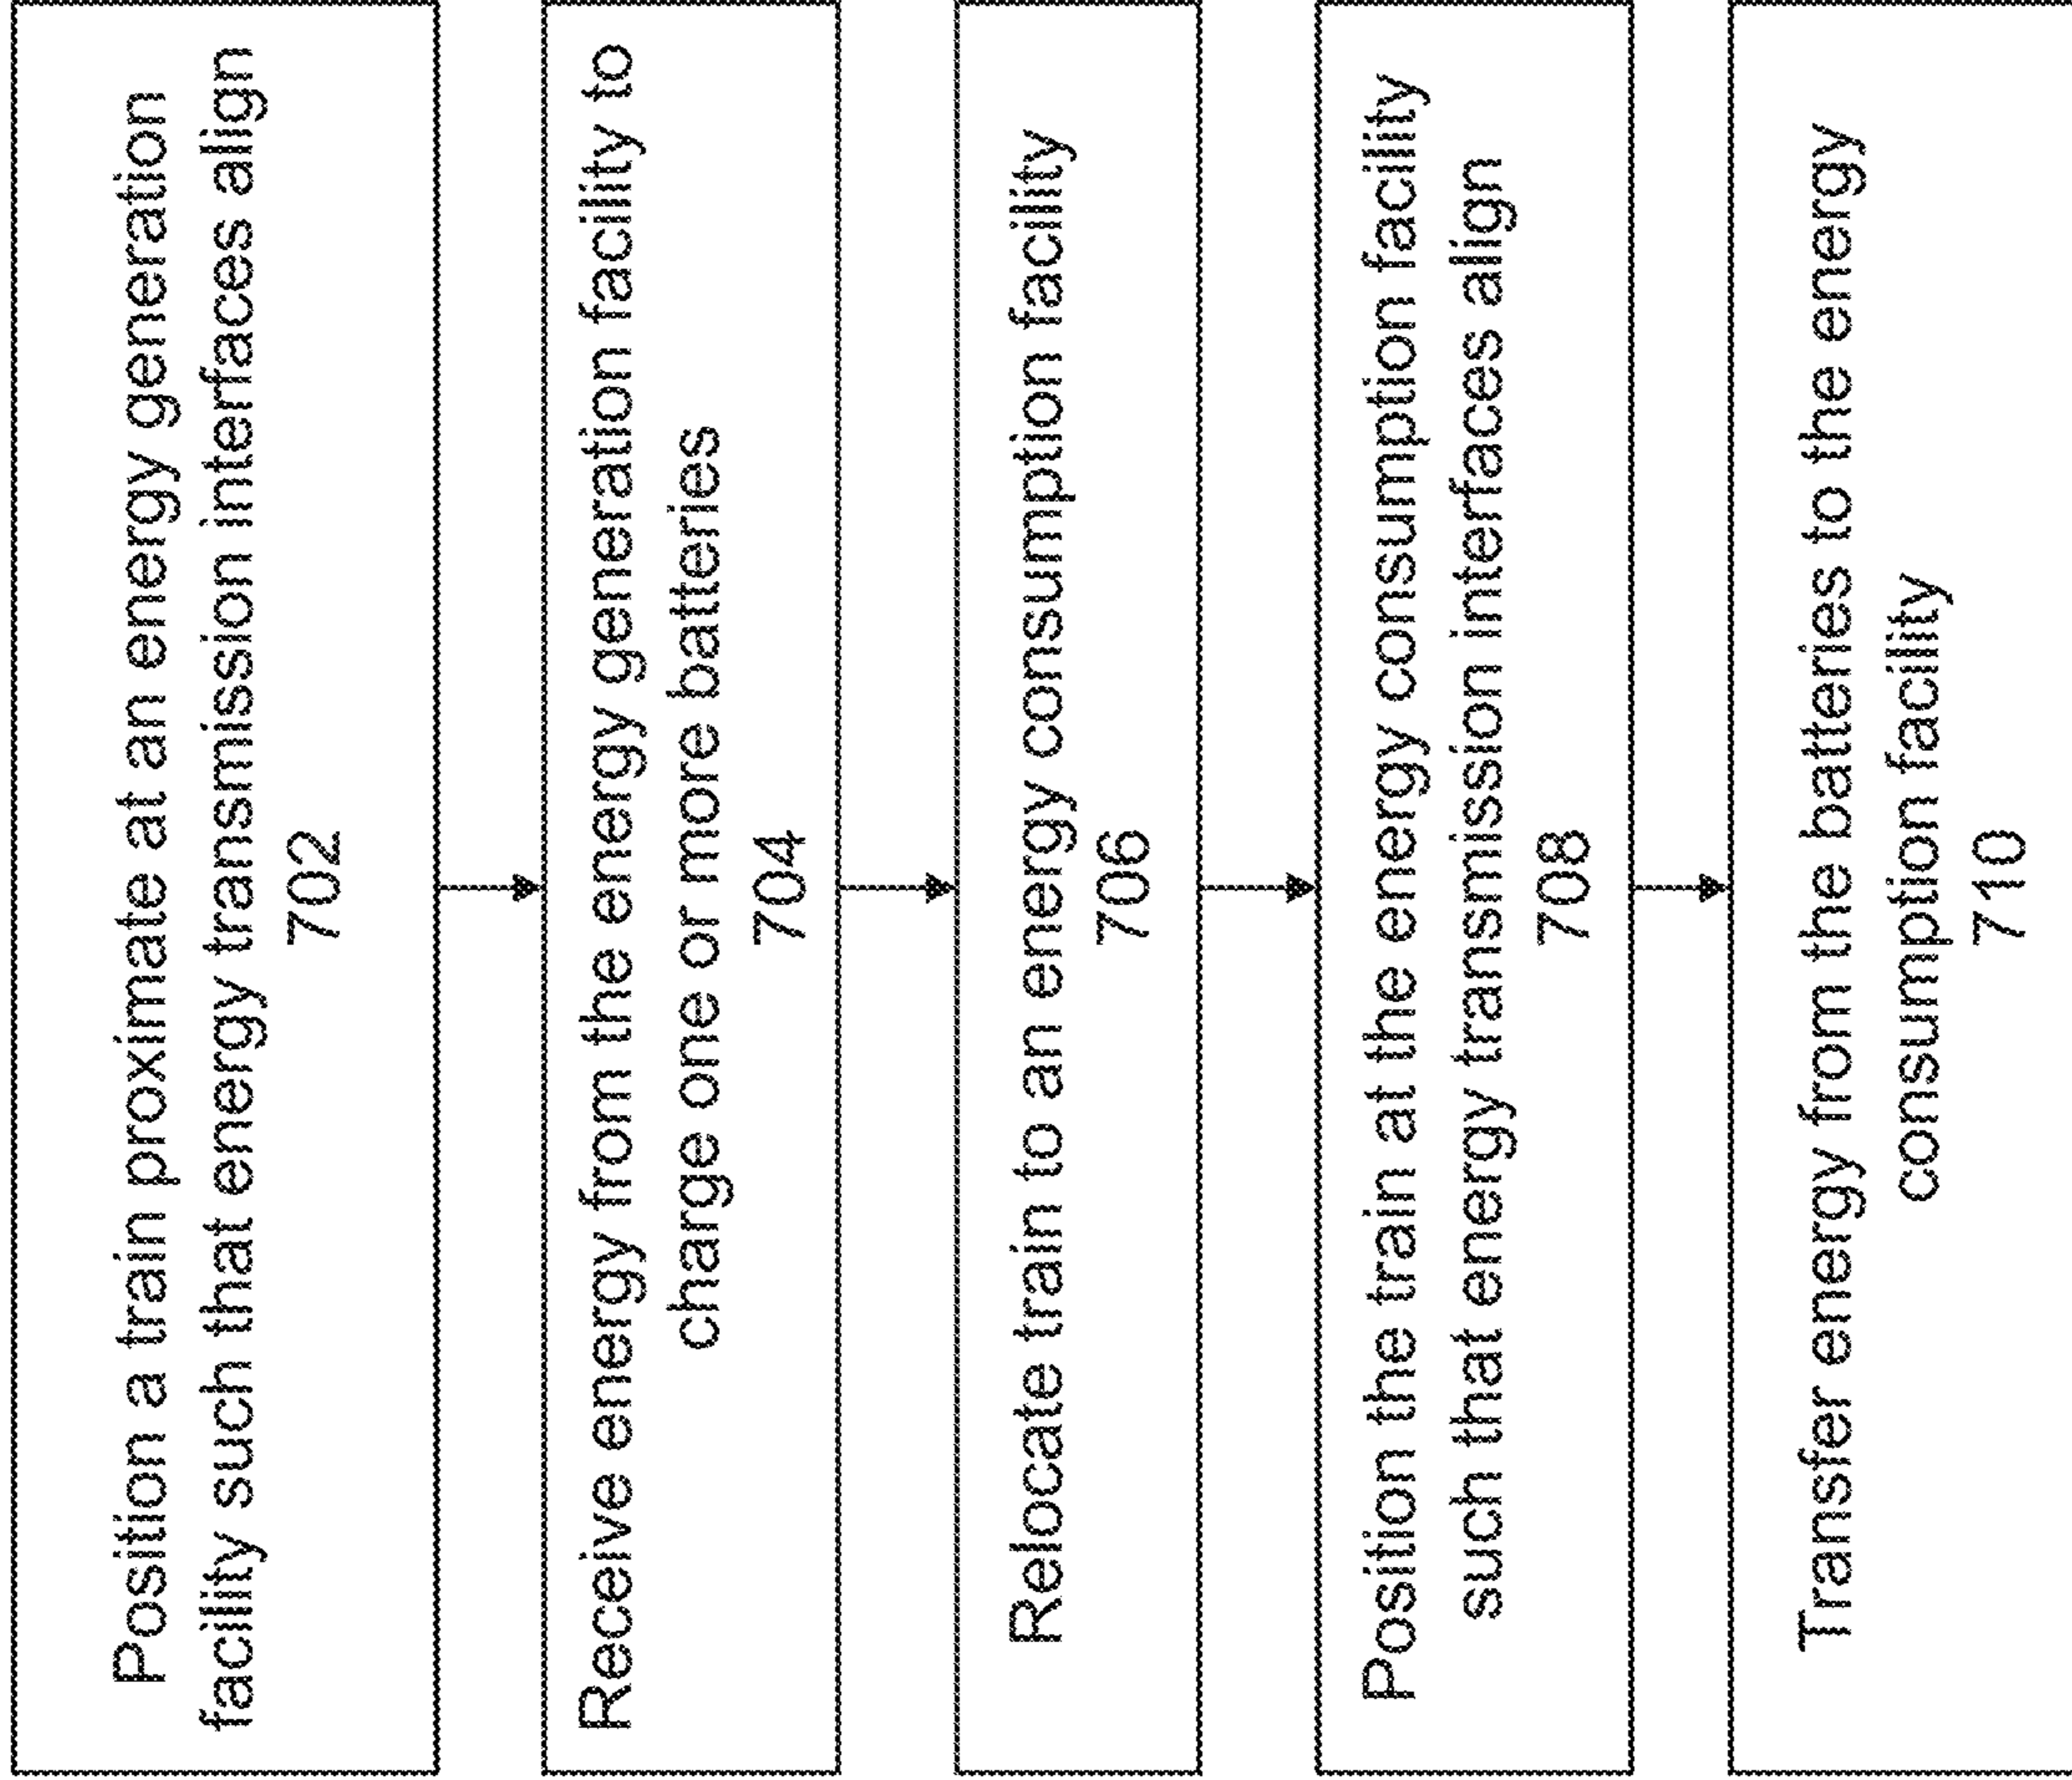 Position a train proximate at an energy generation
facility such that energy transmission interfaces align
702
Receive energy from the energy generation facility to
charge one or more batteries
704
Relocate train to an energy consumption facility
706
Position the train at the energy consumption facility
such that energy transmission interfaces align
708
Transfer energy from the batteries to the energy
consumption facility
710